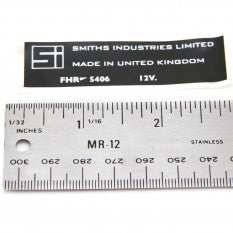 Si SMITHS INDUSTRIES LIMITED
MADE IN UNITED KINGDOM
FHR 5406 12V.
1 2
1/32 1/16
INCHES MR-12 STAINLESS
300 290 280 270 260 250 240